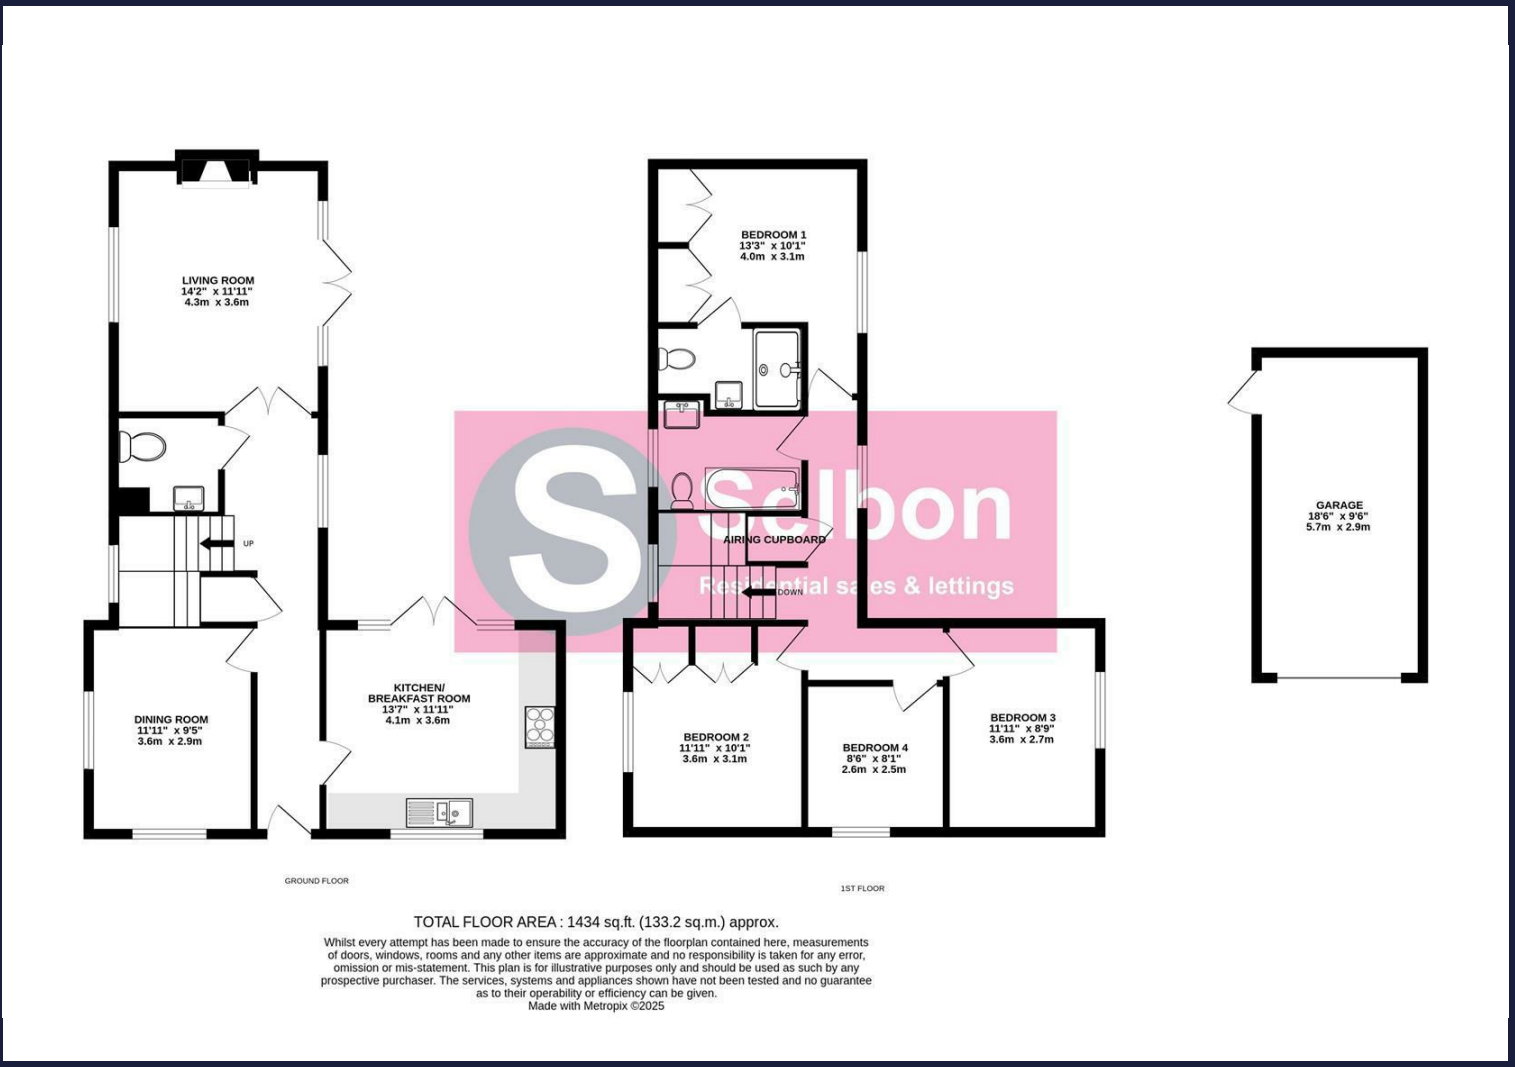 LIVING ROOM
14'2" x 11'11"
4.3m x 3.6m
UP
KITCHEN/
BREAKFAST ROOM
13'7" x 11'11"
4.1m x 3.6m
DINING ROOM
11'11" x 9'5"
3.6m x 2.9m
GROUND FLOOR
BEDROOM 1
13'3" x 10'1"
4.0m x 3.1m
S
Selbon
Residential sales & lettings
AIRING CUPBOARD
DOWN
BEDROOM 2
11'11" x 10'1"
3.6m x 3.1m
BEDROOM 4
8'6" x 8'1"
2.6m x 2.5m
BEDROOM 3
11'11" x 8'9"
3.6m x 2.7m
1ST FLOOR
GARAGE
18'6" x 9'6"
5.7m x 2.9m
TOTAL FLOOR AREA : 1434 sq.ft. (133.2 sq.m.) approx.
Whilst every attempt has been made to ensure the accuracy of the floorplan contained here, measurements
of doors, windows, rooms and any other items are approximate and no responsibility is taken for any error,
omission or mis-statement. This plan is for illustrative purposes only and should be used as such by any
prospective purchaser. The services, systems and appliances shown have not been tested and no guarantee
as to their operability or efficiency can be given.
Made with Metropix ©2025